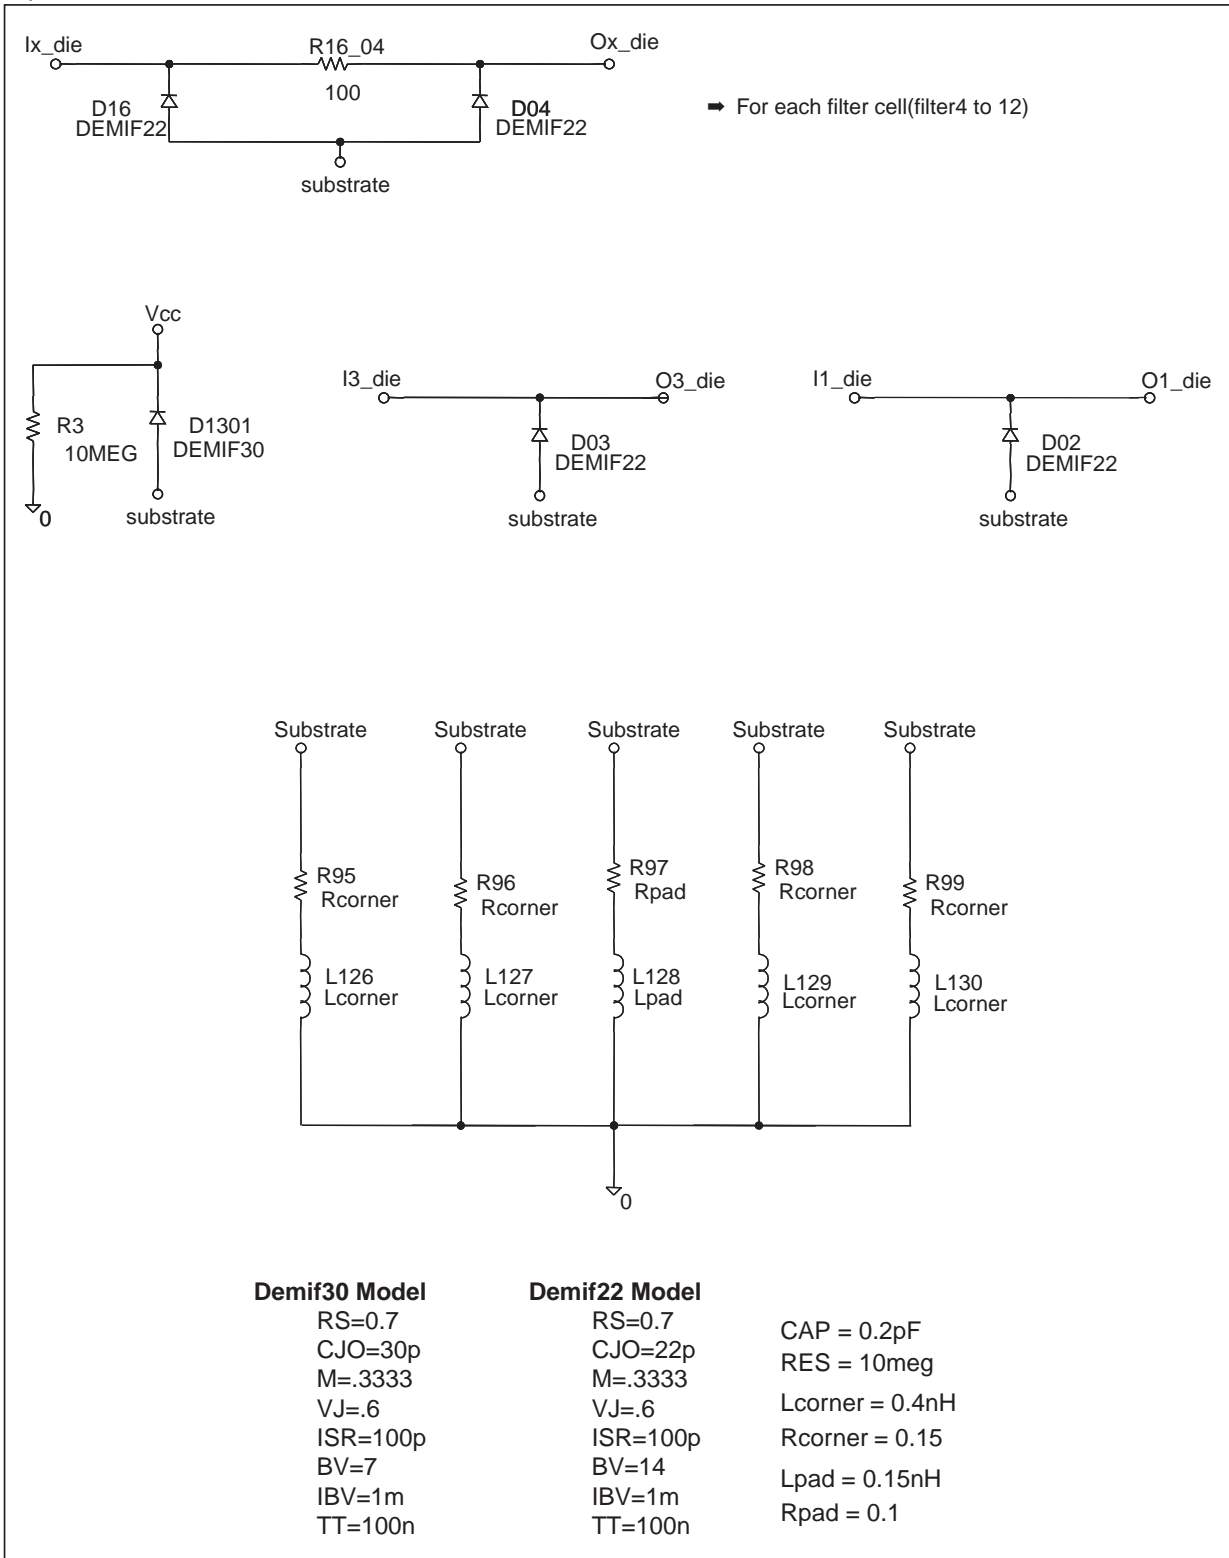 Ix_die
R16_04
Ox_die
100
D16
DEMIF22
D04
DEMIF22
➡ For each filter cell(filter4 to 12)
substrate
Vcc
R3
10MEG
D1301
DEMIF30
0
substrate
I3_die
O3_die
D03
DEMIF22
substrate
I1_die
O1_die
D02
DEMIF22
substrate
Substrate
Substrate
Substrate
Substrate
Substrate
R95
Rcorner
R96
Rcorner
R97
Rpad
R98
Rcorner
R99
Rcorner
L126
Lcorner
L127
Lcorner
L128
Lpad
L129
Lcorner
L130
Lcorner
0
Demif30 Model
RS=0.7
CJO=30p
M=.3333
VJ=.6
ISR=100p
BV=7
IBV=1m
TT=100n
Demif22 Model
RS=0.7
CJO=22p
M=.3333
VJ=.6
ISR=100p
BV=14
IBV=1m
TT=100n
CAP = 0.2pF
RES = 10meg
Lcorner = 0.4nH
Rcorner = 0.15
Lpad = 0.15nH
Rpad = 0.1